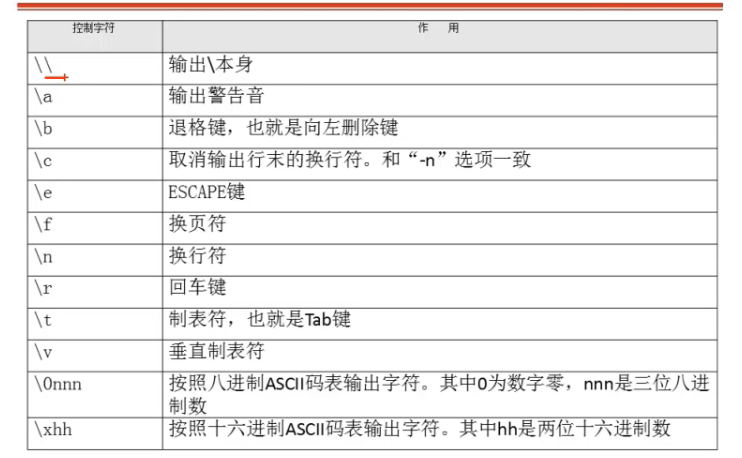 控制字符 作 用
\\ 输出\本身
\a 输出警告音
\b 退格键，也就是向左删除键
\c 取消输出行末的换行符。和“-n”选项一致
\e ESCAPE键
\f 换页符
\n 换行符
\r 回车键
\t 制表符，也就是Tab键
\v 垂直制表符
\0nnn 按照八进制ASCII码表输出字符。其中0为数字零，nnn是三位八进
制数
\xhh 按照十六进制ASCII码表输出字符。其中hh是两位十六进制数